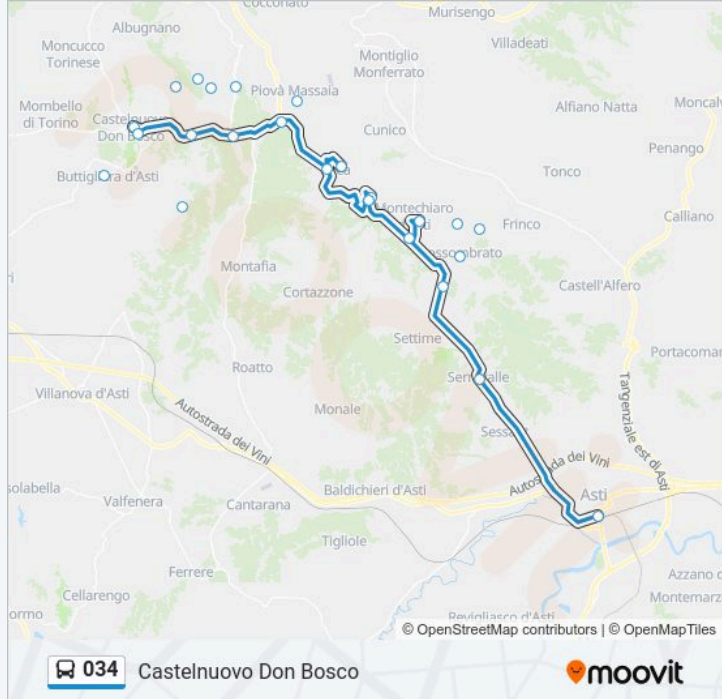 Cocconato
Murisengo
Albugnano
Moncucco
Torinese
Villadeati
Montiglio
Monferrato
Piovà Massaia
Alfiano Natta
Moncalv
Mombello
di Torino
Castelnuovo
Don Bosco
Cunico
Penango
Tonco
Buttigliera d'Asti
Montechiaro
Frinco
Calliano
ossombrato
Montafia
Cortazzone
Castell'Alfero
Settime
Portacomar
Roatto
Villanova d'Asti
Monale
Autostrada dei Vini
Tangenziale est di Asti
Autostrada dei Vini
solabella
Valfenera
Baldichieri d'Asti
Asti
Cantarana
Tigliole
Ferrere
Azzano d
Cellarengo
Montemarz
Revigliasco d'Asti
ormo
© OpenStreetMap contributors | © OpenMapTiles
034 Castelnuovo Don Bosco
moovit